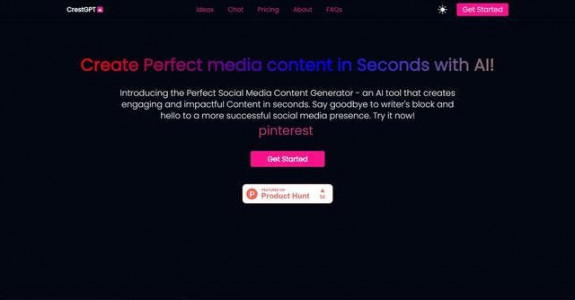 CrestGPT
Ideas Chat Pricing About FAQs
Get Started
Create Perfect media content in Seconds with AI!
Introducing the Perfect Social Media Content Generator - an AI tool that creates
engaging and impactful Content in seconds. Say goodbye to writer's block and
hello to a more successful social media presence. Try it now!
pinterest
Get Started
FEATURED ON
Product Hunt